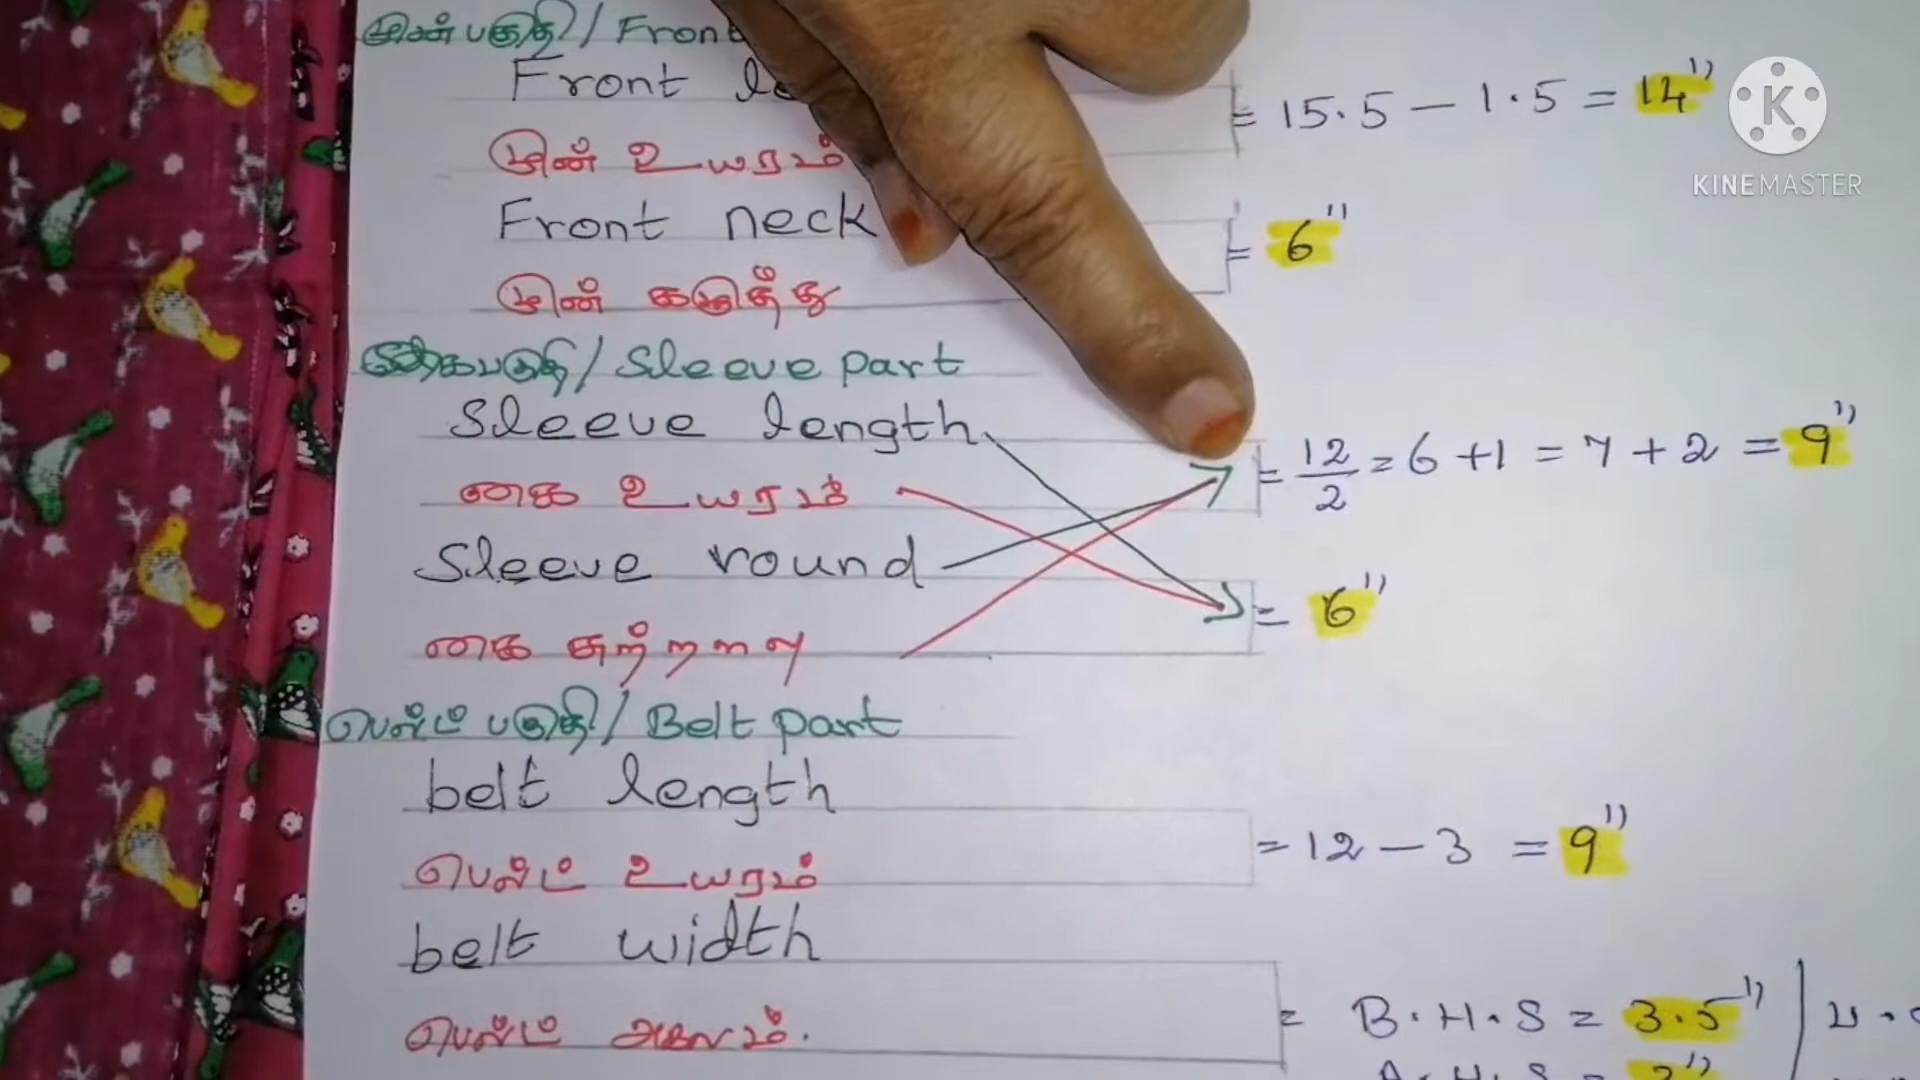 முன் பகுதி / Front
Front
= 15.5 - 1.5 = 14"
முன் உயரம்
Front neck
= 6"
முன் கழுத்து
கைபகுதி / Sleeve part
Sleeve length
= 12/2 = 6 + 1 = 7 + 2 = 9"
கை உயரம்
Sleeve round
= 6"
கை சுற்றளவு
பெல்ட் பகுதி / Belt part
belt length
= 12 - 3 = 9"
பெல்ட் உயரம்
belt width
= B.H.S = 3.5"
பெல்ட் அகலம்.
KINEMASTER